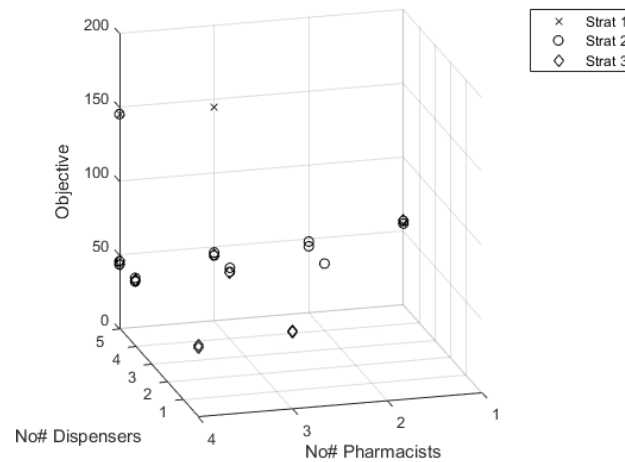 200
150
100
50
0
Objective
5
4
3
2
1
No# Dispensers
4
3
2
1
No# Pharmacists
Strat 1
Strat 2
Strat 3